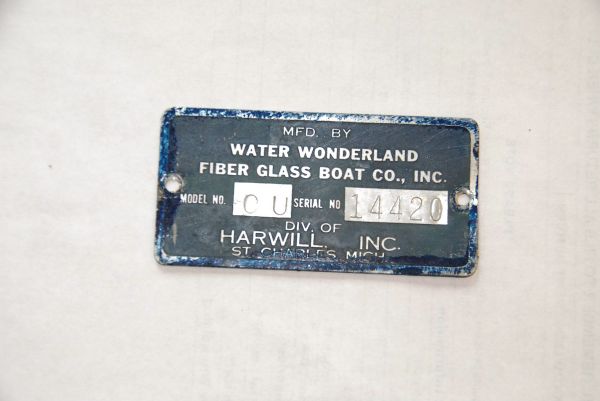 MFD. BY
WATER WONDERLAND
FIBER GLASS BOAT CO., INC.
MODEL NO. CU SERIAL NO 14420
DIV. OF
HARWILL. INC.
ST. CHARLES, MICH.